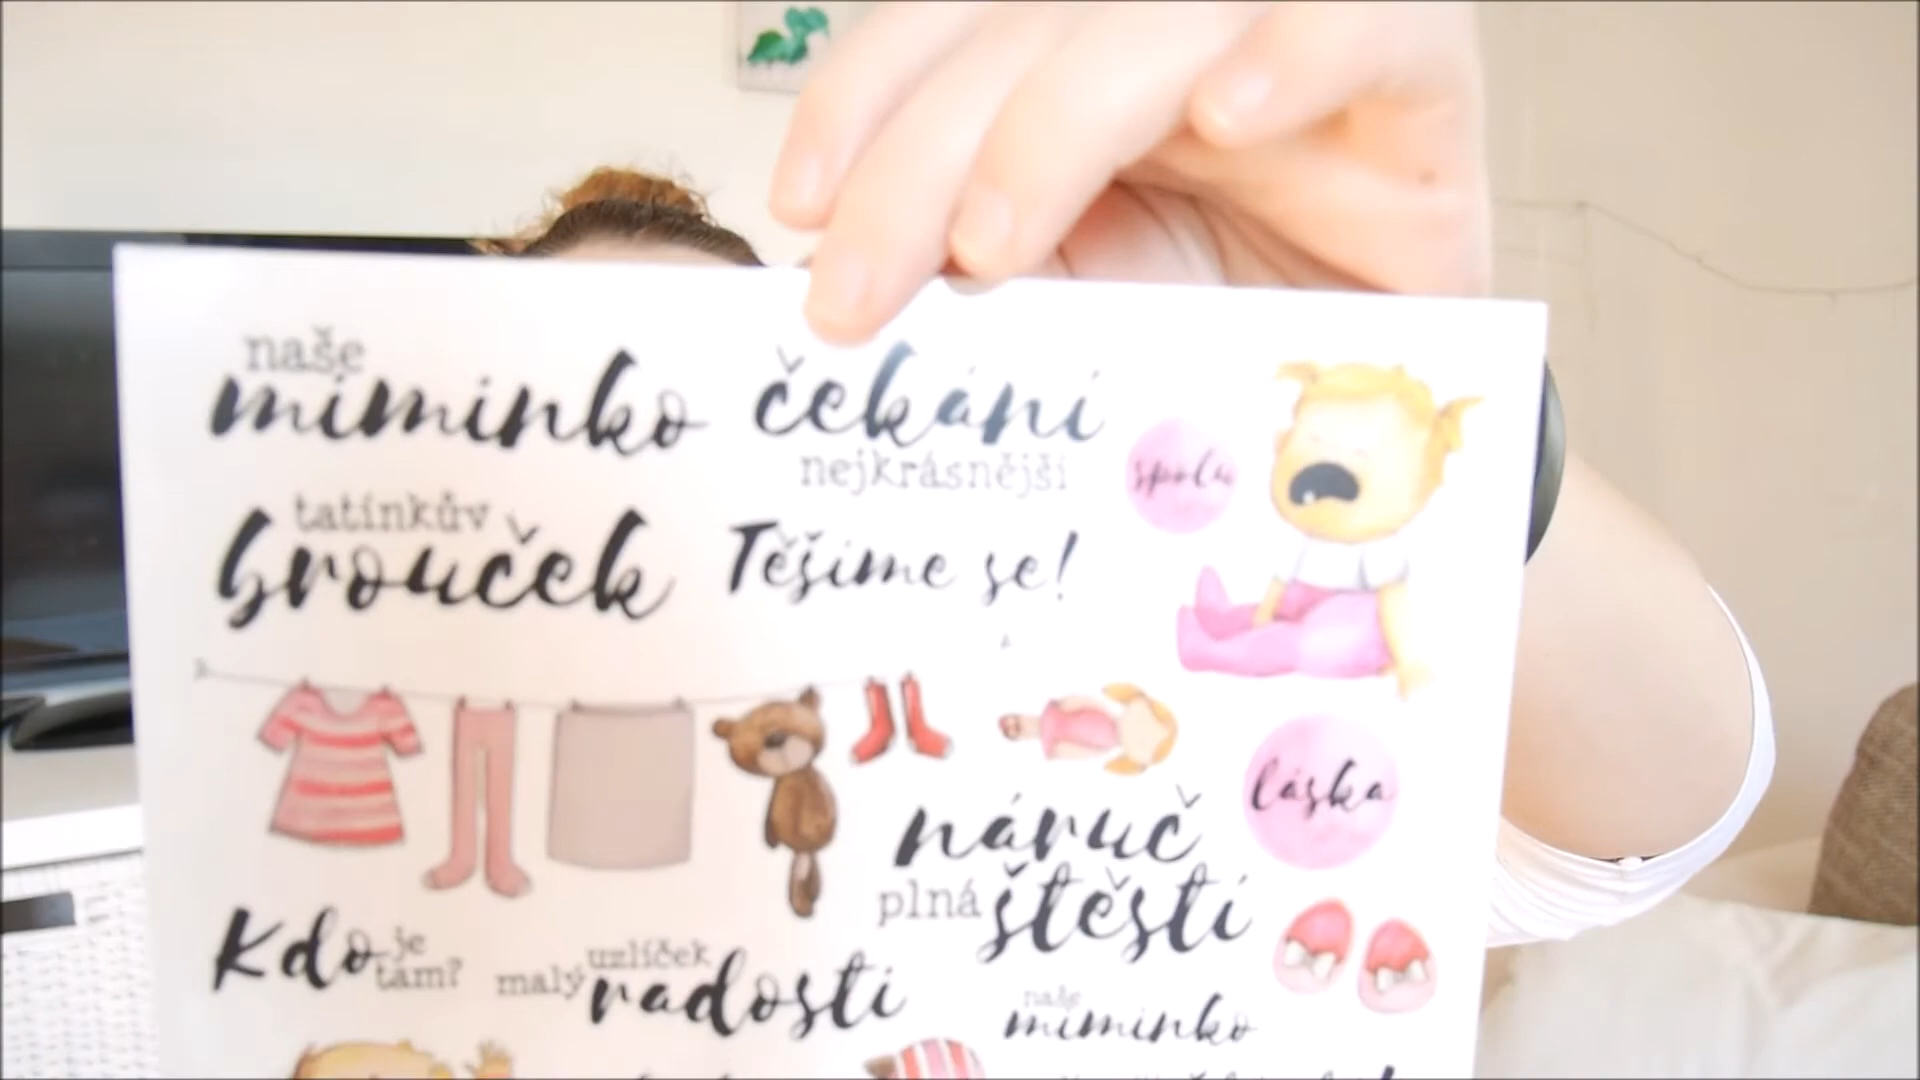 naše
miminko
čekání
nejkrásnější
spolu
tatínkův
brouček
Těšíme se!
láska
náruč
plná štěstí
Kdo je
tam?
malý uzlíček
radosti
naše
miminko